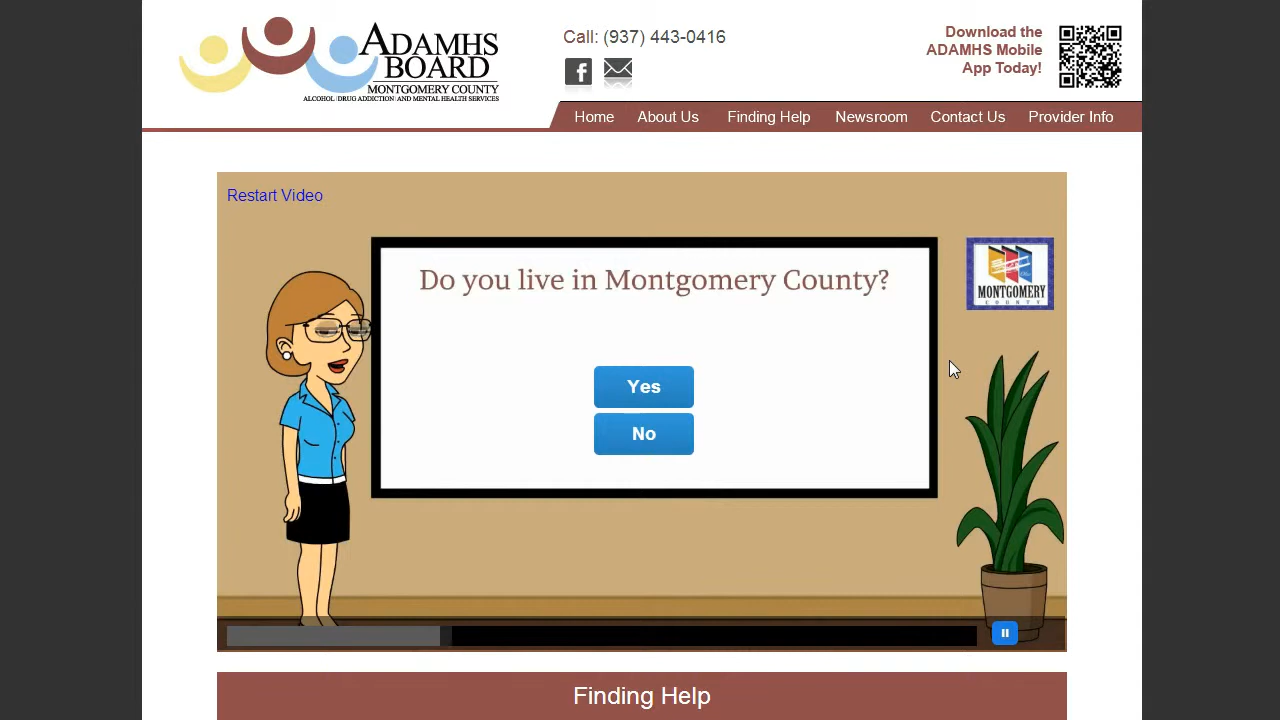 ADAMHS
BOARD
MONTGOMERY COUNTY
ALCOHOL | DRUG ADDICTION | AND MENTAL HEALTH SERVICES
Call: (937) 443-0416
f
Download the
ADAMHS Mobile
App Today!
Home About Us Finding Help Newsroom Contact Us Provider Info
Restart Video
Do you live in Montgomery County?
Yes
No
MONTGOMERY
COUNTY
Finding Help